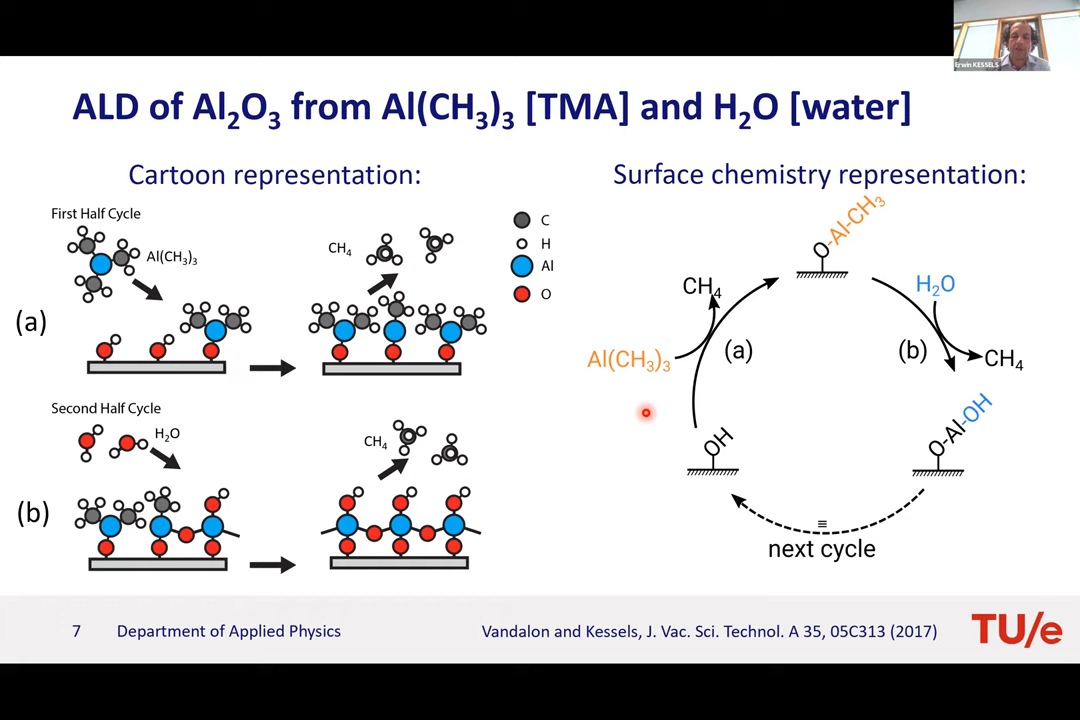 Erwin KESSELS
ALD of Al₂O₃ from Al(CH₃)₃ [TMA] and H₂O [water]
Cartoon representation:
First Half Cycle
Al(CH₃)₃
CH₄
C
H
Al
O
(a)
Second Half Cycle
H₂O
CH₄
(b)
Surface chemistry representation:
O-Al-CH₃
CH₄
H₂O
Al(CH₃)₃
(a)
(b)
CH₄
OH
O-Al-OH
≡
next cycle
7 Department of Applied Physics Vandalon and Kessels, J. Vac. Sci. Technol. A 35, 05C313 (2017)
TU/e